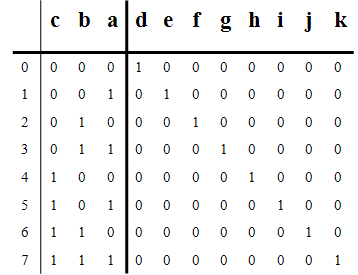 c b a d e f g h i j k
0 0 0 0 1 0 0 0 0 0 0 0
1 0 0 1 0 1 0 0 0 0 0 0
2 0 1 0 0 0 1 0 0 0 0 0
3 0 1 1 0 0 0 1 0 0 0 0
4 1 0 0 0 0 0 0 1 0 0 0
5 1 0 1 0 0 0 0 0 1 0 0
6 1 1 0 0 0 0 0 0 0 1 0
7 1 1 1 0 0 0 0 0 0 0 1